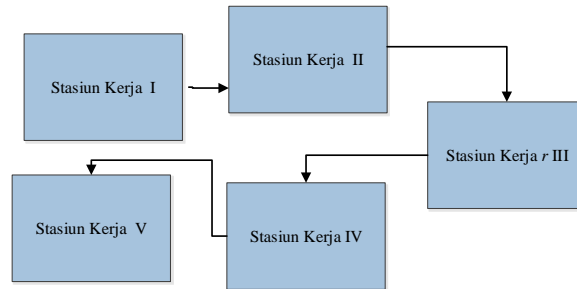 Stasiun Kerja I
Stasiun Kerja II
Stasiun Kerja r III
Stasiun Kerja IV
Stasiun Kerja V